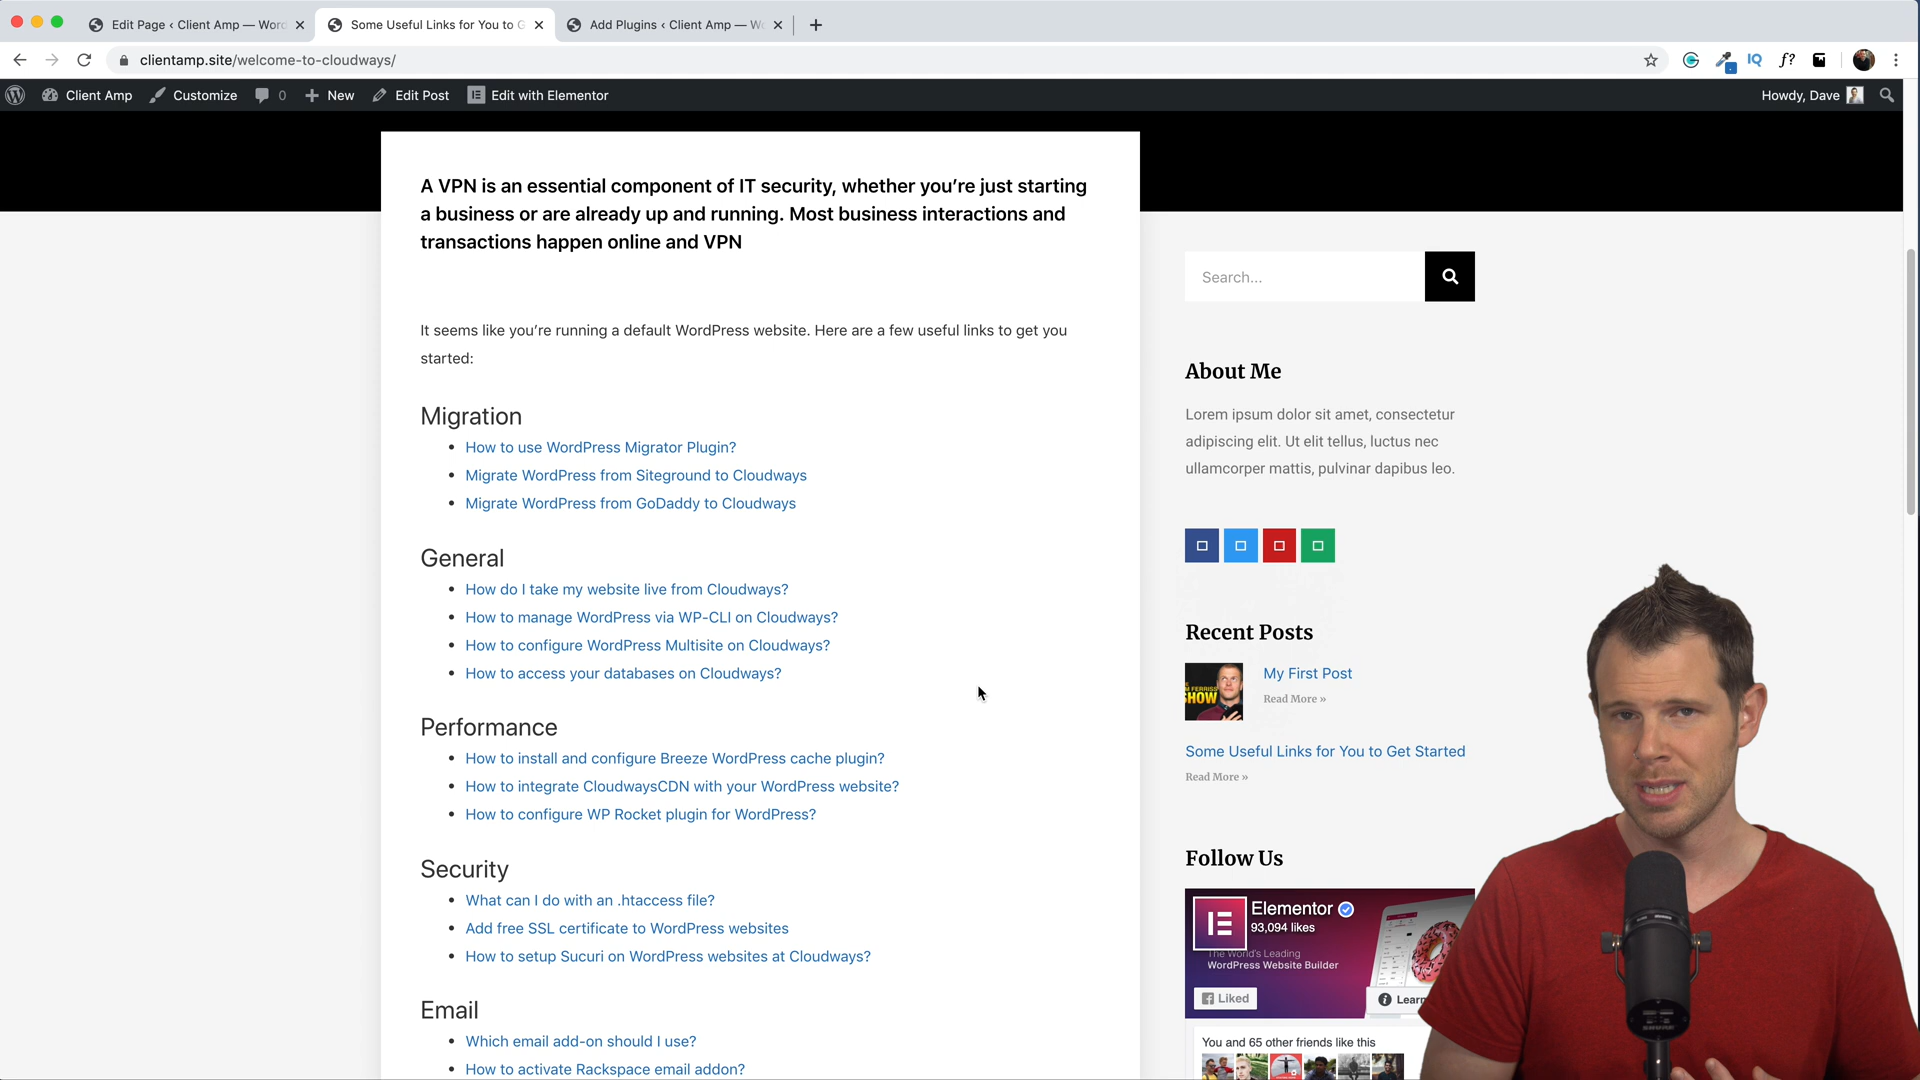 Edit Page ‹ Client Amp — Word
Some Useful Links for You to G
Add Plugins ‹ Client Amp — Wo
clientamp.site/welcome-to-cloudways/
IQ
f?
Client Amp
Customize
0
New
Edit Post
Edit with Elementor
Howdy, Dave
A VPN is an essential component of IT security, whether you’re just starting
a business or are already up and running. Most business interactions and
transactions happen online and VPN
It seems like you’re running a default WordPress website. Here are a few useful links to get you
started:
Migration
How to use WordPress Migrator Plugin?
Migrate WordPress from Siteground to Cloudways
Migrate WordPress from GoDaddy to Cloudways
General
How do I take my website live from Cloudways?
How to manage WordPress via WP-CLI on Cloudways?
How to configure WordPress Multisite on Cloudways?
How to access your databases on Cloudways?
Performance
How to install and configure Breeze WordPress cache plugin?
How to integrate CloudwaysCDN with your WordPress website?
How to configure WP Rocket plugin for WordPress?
Security
What can I do with an .htaccess file?
Add free SSL certificate to WordPress websites
How to setup Sucuri on WordPress websites at Cloudways?
Email
Which email add-on should I use?
How to activate Rackspace email addon?
Search...
About Me
Lorem ipsum dolor sit amet, consectetur
adipiscing elit. Ut elit tellus, luctus nec
ullamcorper mattis, pulvinar dapibus leo.
Recent Posts
SHOW
My First Post
Read More »
Some Useful Links for You to Get Started
Read More »
Follow Us
Elementor
93,094 likes
The World's Leading
WordPress Website Builder
Liked
Learn
You and 65 other friends like this